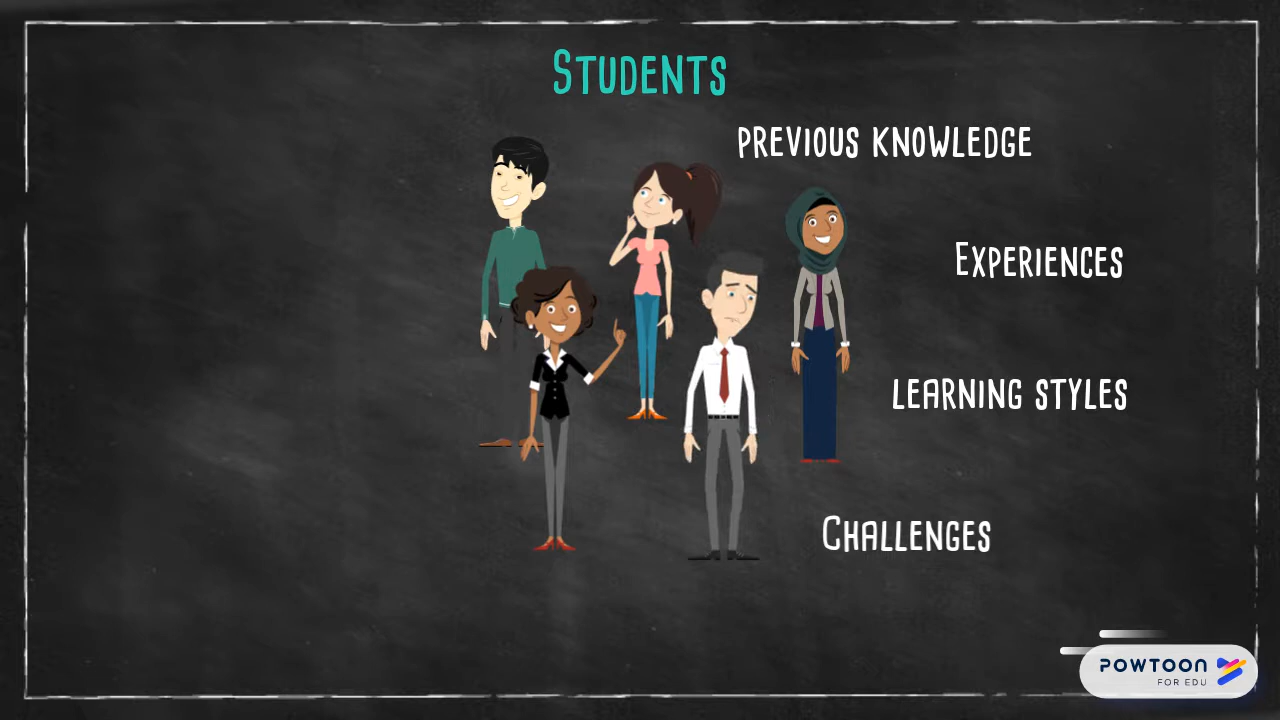 Students
previous knowledge
Experiences
learning styles
Challenges
POWTOON
FOR EDU